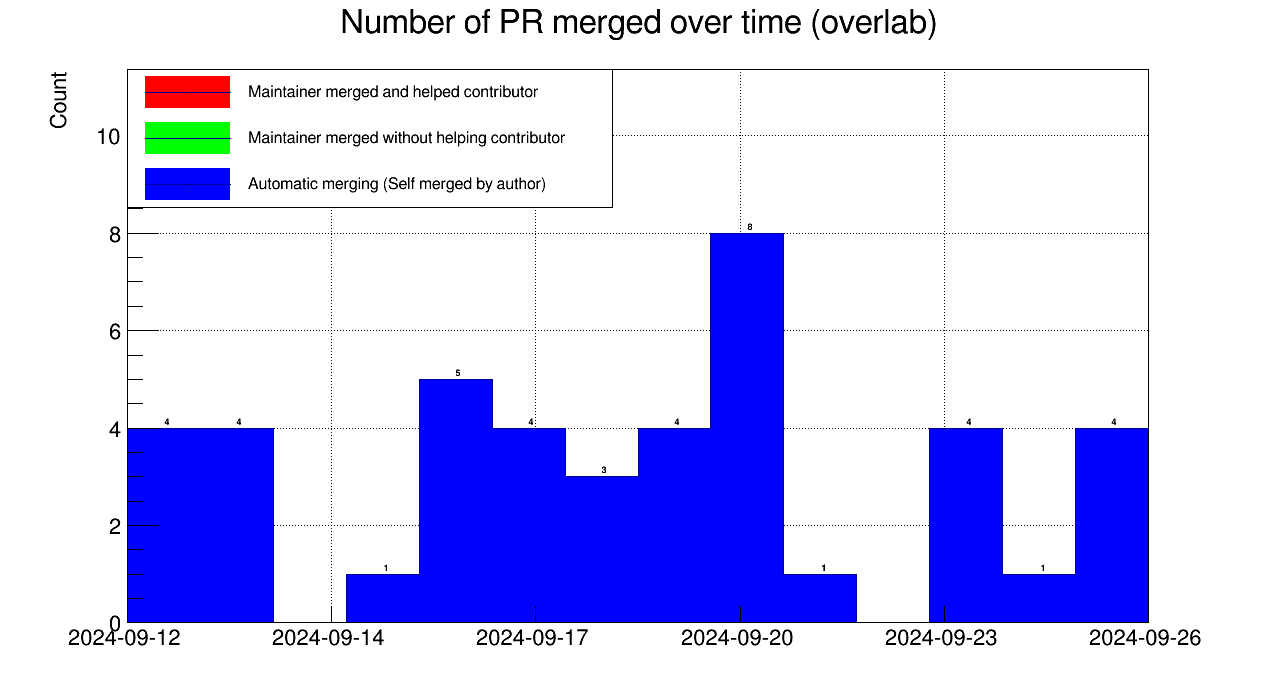 Number of PR merged over time (overlab)
Count
Maintainer merged and helped contributor
Maintainer merged without helping contributor
Automatic merging (Self merged by author)
10
8
6
4
2
0
4 4 1 5 4 3 4 8 1 4 1 4
2024-09-12 2024-09-14 2024-09-17 2024-09-20 2024-09-23 2024-09-26